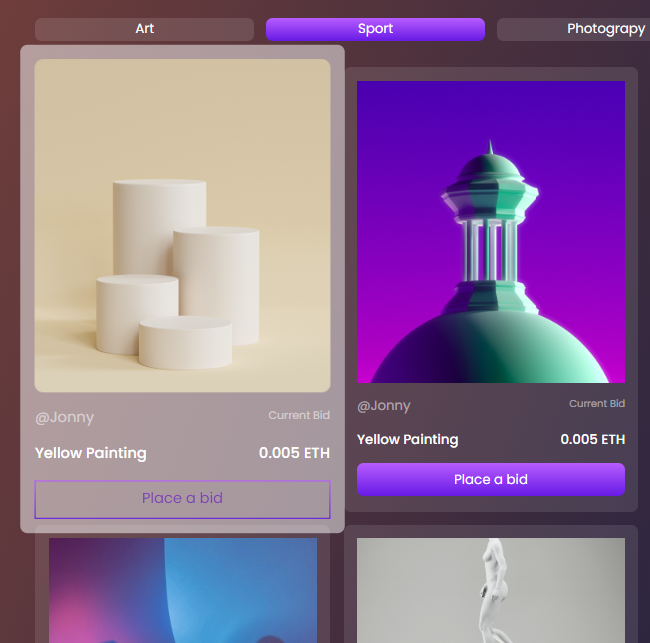 Art
Sport
Photograpy
@Jonny
Current Bid
Yellow Painting
0.005 ETH
Place a bid
@Jonny
Current Bid
Yellow Painting
0.005 ETH
Place a bid